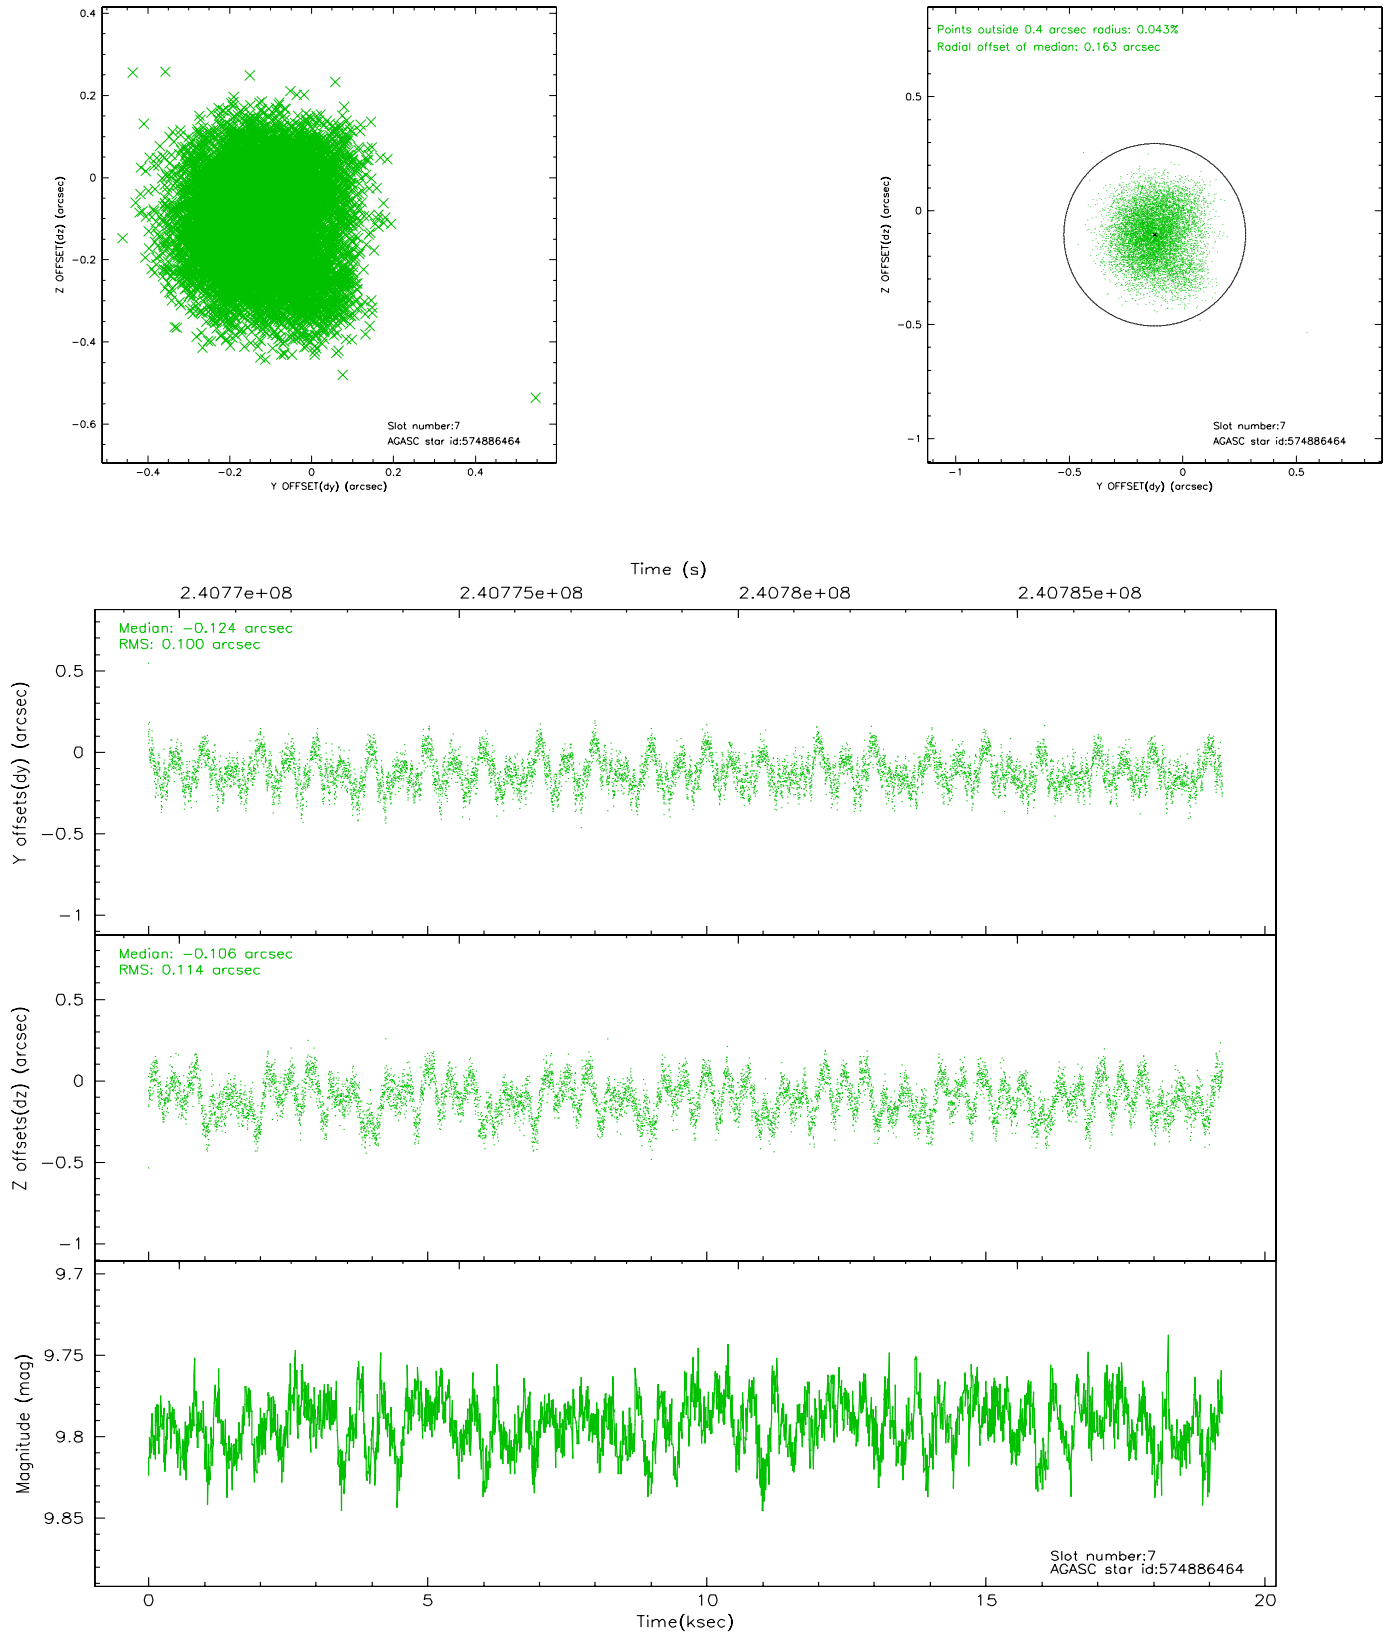 0.4
0.2
0
−0.2
−0.4
−0.6
Z OFFSET(dz) (arcsec)
Slot number:7
AGASC star id:574886464
−0.4 −0.2 0 0.2 0.4
Y OFFSET(dy) (arcsec)
Points outside 0.4 arcsec radius: 0.043%
Radial offset of median: 0.163 arcsec
0.5
0
−0.5
−1
Z OFFSET(dz) (arcsec)
Slot number:7
AGASC star id:574886464
−1 −0.5 0 0.5
Y OFFSET(dy) (arcsec)
Time (s)
2.4077e+08 2.40775e+08 2.4078e+08 2.40785e+08
Median: −0.124 arcsec
RMS: 0.100 arcsec
0.5
0
−0.5
−1
Y offsets(dy) (arcsec)
Median: −0.106 arcsec
RMS: 0.114 arcsec
0.5
0
−0.5
−1
Z offsets(dz) (arcsec)
9.7
9.75
9.8
9.85
Magnitude (mag)
Slot number:7
AGASC star id:574886464
0 5 10 15 20
Time(ksec)